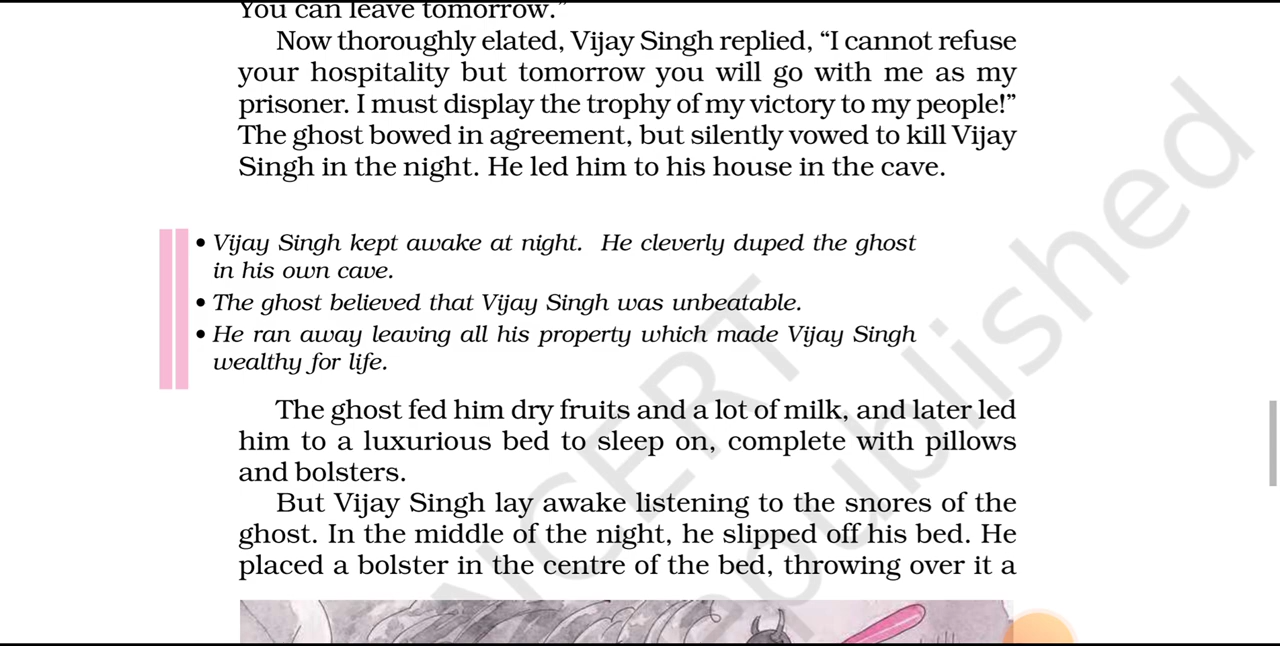 You can leave tomorrow.”
Now thoroughly elated, Vijay Singh replied, “I cannot refuse
your hospitality but tomorrow you will go with me as my
prisoner. I must display the trophy of my victory to my people!”
The ghost bowed in agreement, but silently vowed to kill Vijay
Singh in the night. He led him to his house in the cave.
• Vijay Singh kept awake at night. He cleverly duped the ghost
in his own cave.
• The ghost believed that Vijay Singh was unbeatable.
• He ran away leaving all his property which made Vijay Singh
wealthy for life.
The ghost fed him dry fruits and a lot of milk, and later led
him to a luxurious bed to sleep on, complete with pillows
and bolsters.
But Vijay Singh lay awake listening to the snores of the
ghost. In the middle of the night, he slipped off his bed. He
placed a bolster in the centre of the bed, throwing over it a
NCERT
epublished